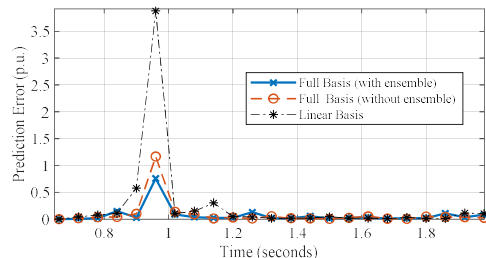 Prediction Error (p.u.)
3.5
3
2.5
2
1.5
1
0.5
0
Full Basis (with ensemble)
Full Basis (without ensemble)
Linear Basis
0.8 1 1.2 1.4 1.6 1.8
Time (seconds)